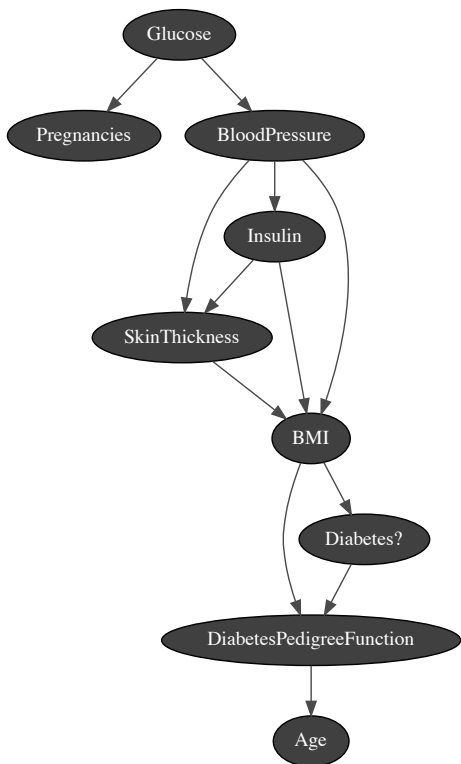 Glucose
Pregnancies
BloodPressure
Insulin
SkinThickness
BMI
Diabetes?
DiabetesPedigreeFunction
Age